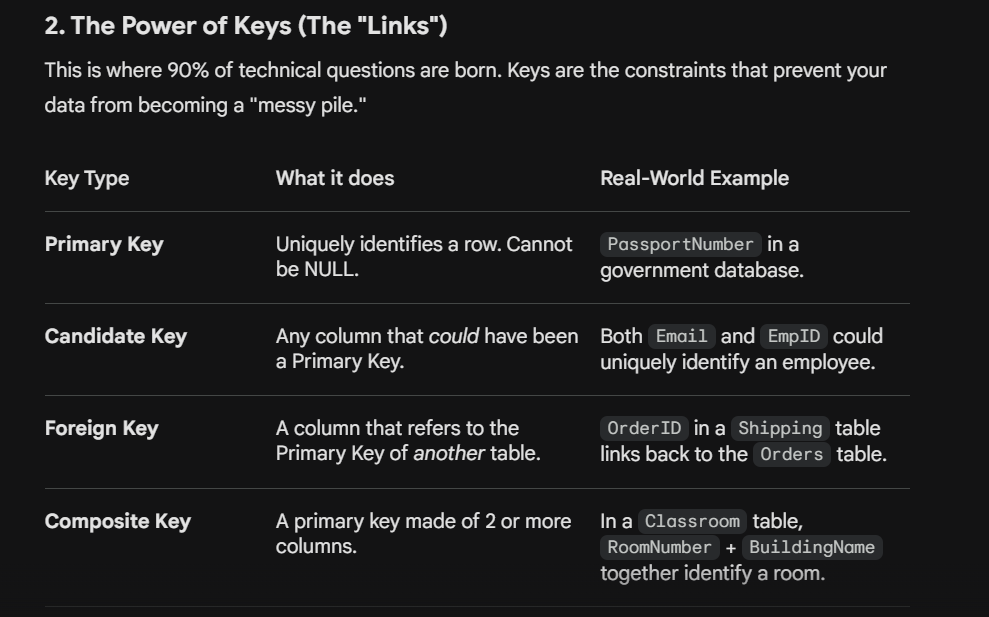 2. The Power of Keys (The "Links")
This is where 90% of technical questions are born. Keys are the constraints that prevent your
data from becoming a "messy pile."
Key Type What it does Real-World Example
Primary Key Uniquely identifies a row. Cannot PassportNumber in a
be NULL. government database.
Candidate Key Any column that could have been Both Email and EmpID could
a Primary Key. uniquely identify an employee.
Foreign Key A column that refers to the OrderID in a Shipping table
Primary Key of another table. links back to the Orders table.
Composite Key A primary key made of 2 or more In a Classroom table,
columns. RoomNumber + BuildingName
together identify a room.